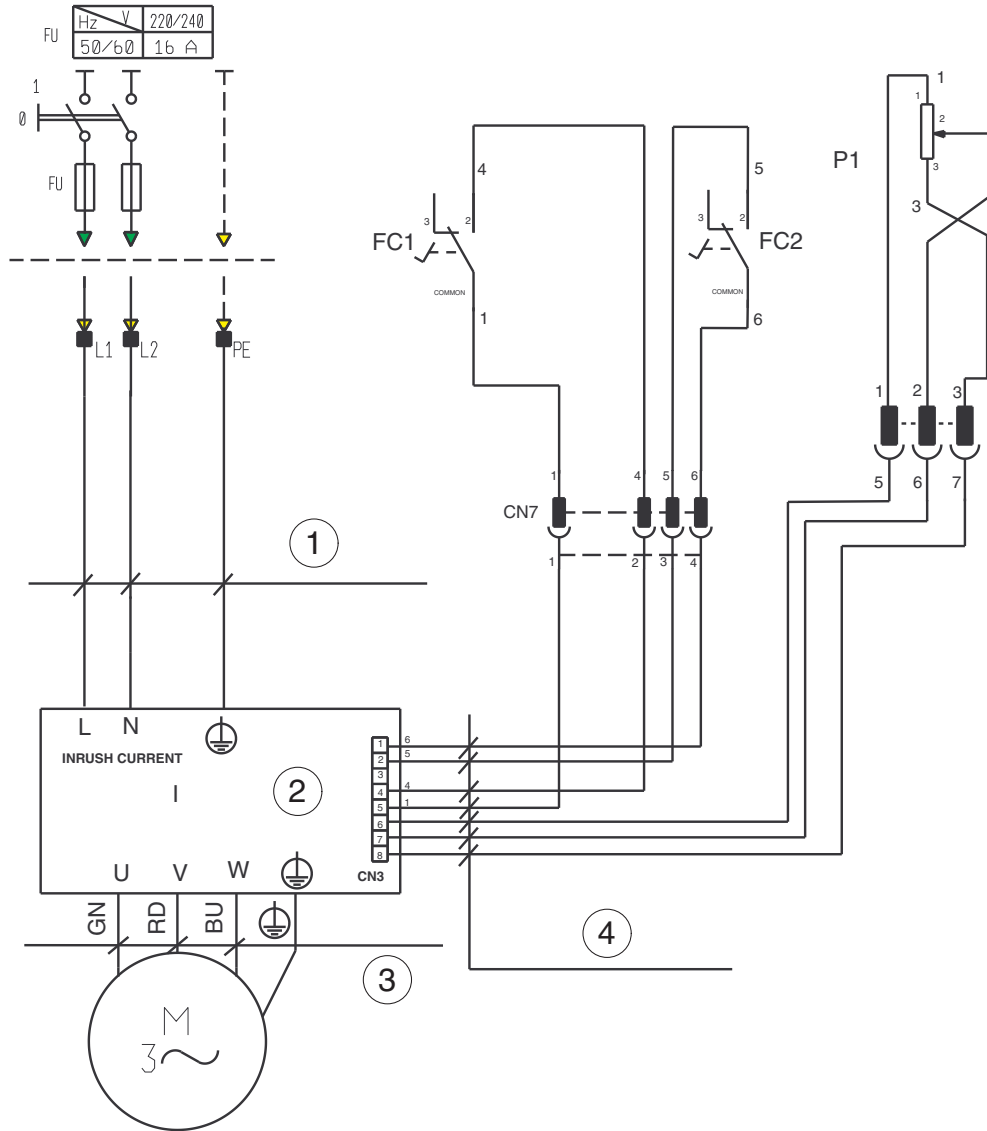 FU
Hz V 220/240
50/60 16 A
1
0
FU
L1 L2 PE
1
L N
INRUSH CURRENT
I
2
U V W
CN3
1
2
3
4
5
6
7
8
6
5
4
1
GN RD BU
3
M
3
4
4
3 2
FC1
COMMON
1
5
3 2
FC2
COMMON
6
1 4 5 6
CN7
1 2 3 4
P1
1
1
2
3
3
1 2 3
5 6 7